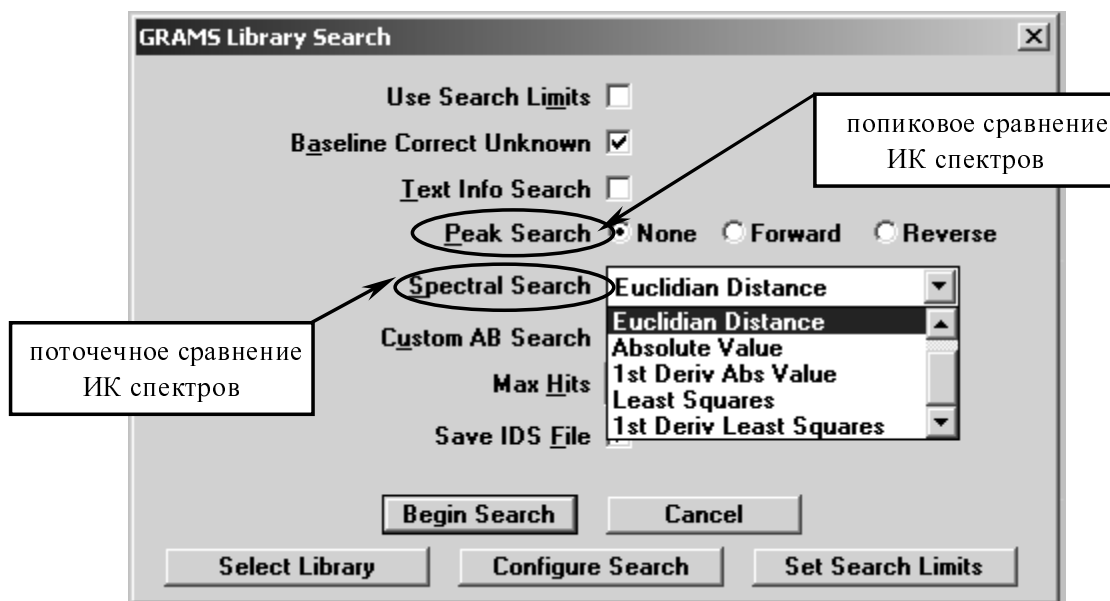 GRAMS Library Search
Use Search Limits
попиковое сравнение
ИК спектров
Baseline Correct Unknown
Text Info Search
Peak Search None Forward Reverse
Spectral Search Euclidian Distance
Euclidian Distance
поточечное сравнение
ИК спектров
Custom AB Search
Absolute Value
1st Deriv Abs Value
Max Hits
Least Squares
1st Deriv Least Squares
Save IDS File
Begin Search Cancel
Select Library Configure Search Set Search Limits